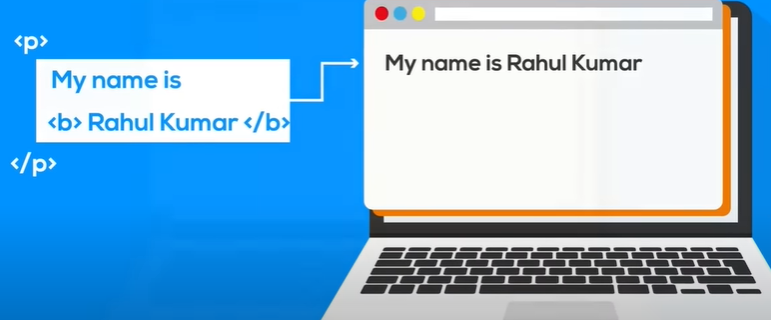 <p>
My name is
<b> Rahul Kumar </b>
</p>
My name is Rahul Kumar